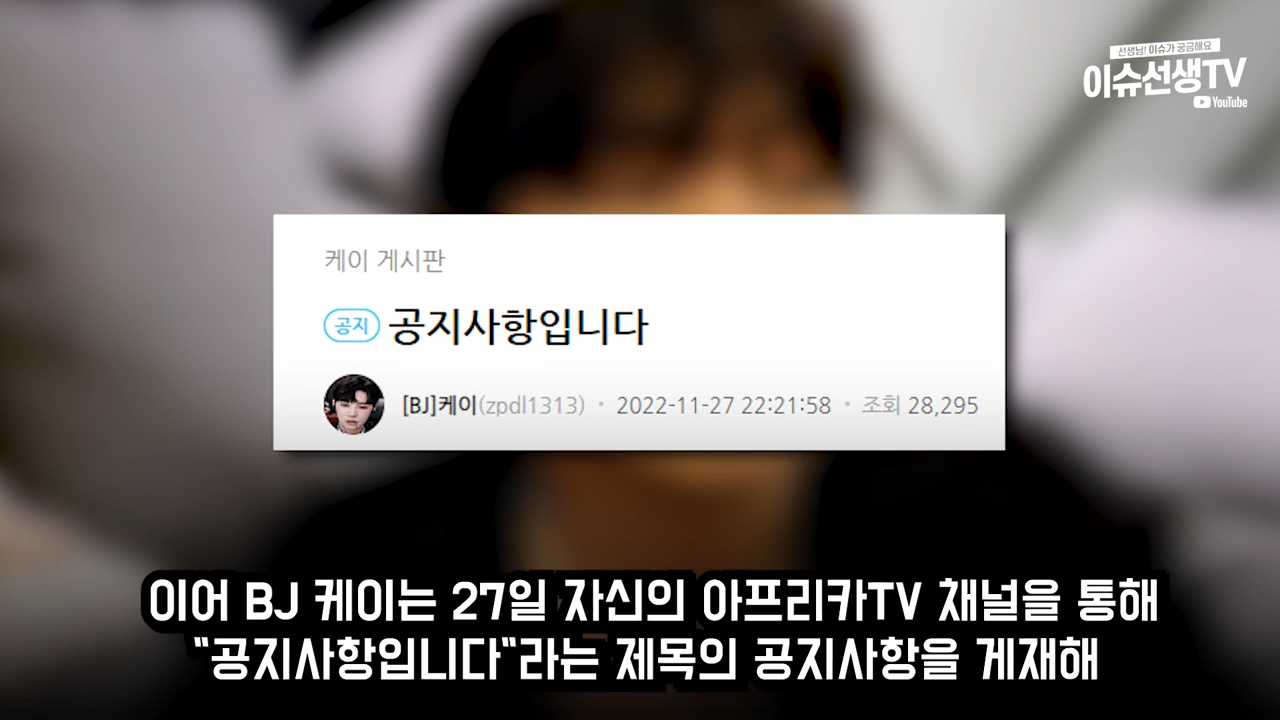 선생님! 이슈가 궁금해요
이슈선생TV
YouTube
케이 게시판
공지 공지사항입니다
[BJ]케이(zpdl1313) • 2022-11-27 22:21:58 • 조회 28,295
이어 BJ 케이는 27일 자신의 아프리카TV 채널을 통해
"공지사항입니다"라는 제목의 공지사항을 게재해